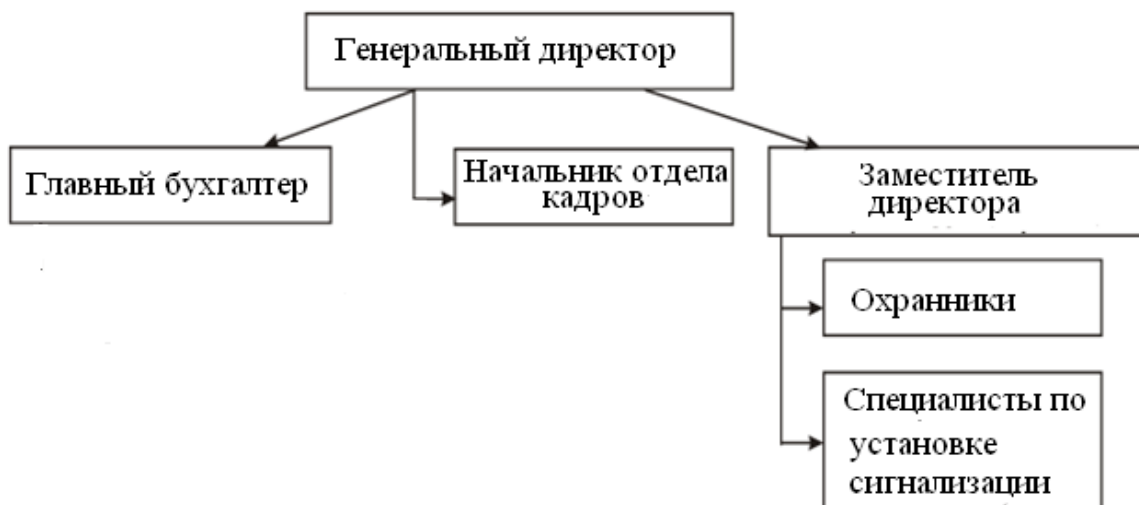 Генеральный директор
Главный бухгалтер
Начальник отдела
кадров
Заместитель
директора
Охранники
Специалисты по
установке
сигнализации